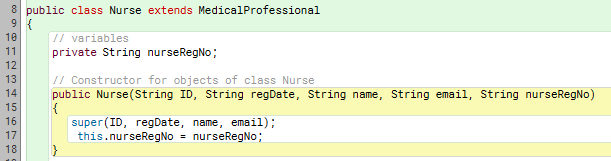 8 public class Nurse extends MedicalProfessional
9 {
10 // variables
11 private String nurseRegNo;
12
13 // Constructor for objects of class Nurse
14 public Nurse(String ID, String regDate, String name, String email, String nurseRegNo)
15 {
16 super(ID, regDate, name, email);
17 this.nurseRegNo = nurseRegNo;
18 }